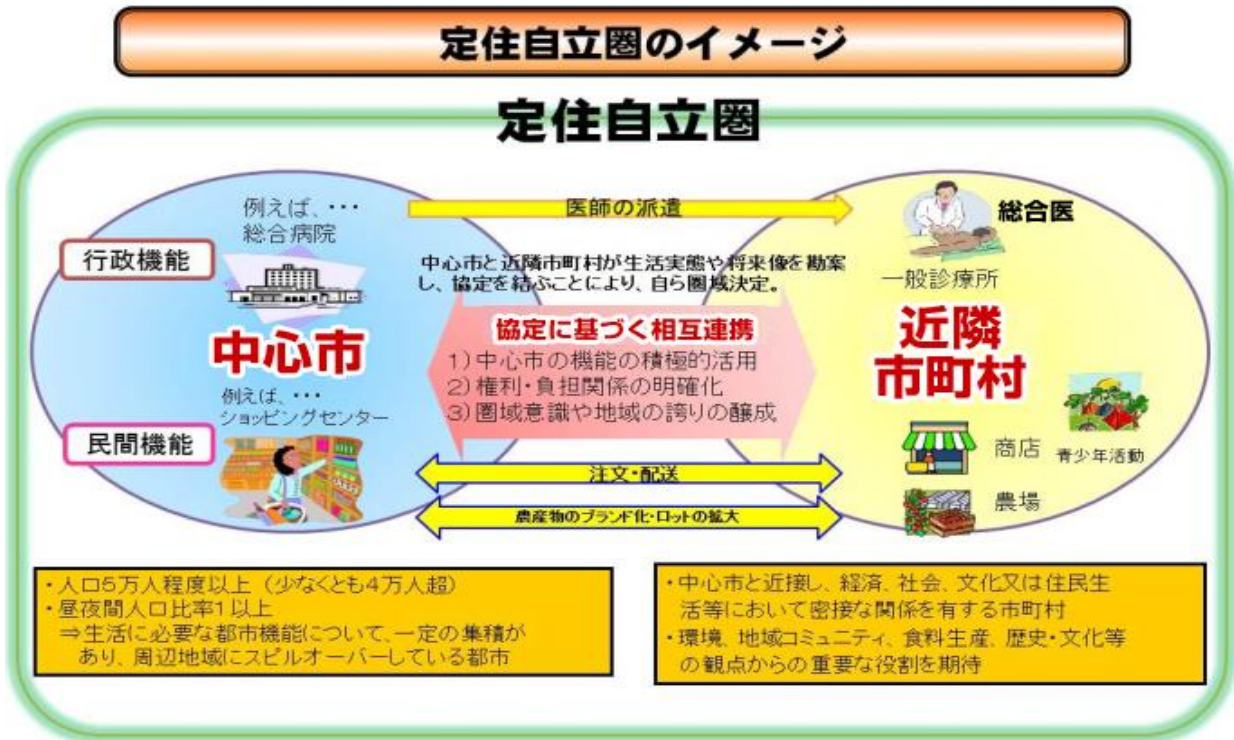 定住自立圏のイメージ
定住自立圏
例えば、・・・
総合病院
行政機能
中心市
例えば、・・・
ショッピングセンター
民間機能
医師の派遣
中心市と近隣市町村が生活実態や将来像を勘案
し、協定を結ぶことにより、自ら圏域決定。
協定に基づく相互連携
1)中心市の機能の積極的活用
2)権利・負担関係の明確化
3)圏域意識や地域の誇りの醸成
注文・配送
農産物のブランド化・ロットの拡大
総合医
一般診療所
近隣
市町村
商店
青少年活動
農場
・人口5万人程度以上（少なくとも4万人超）
・昼夜間人口比率1以上
⇒生活に必要な都市機能について、一定の集積が
あり、周辺地域にスピルオーバーしている都市
・中心市と近接し、経済、社会、文化又は住民生
活等において密接な関係を有する市町村
・環境、地域コミュニティ、食料生産、歴史・文化等
の観点からの重要な役割を期待